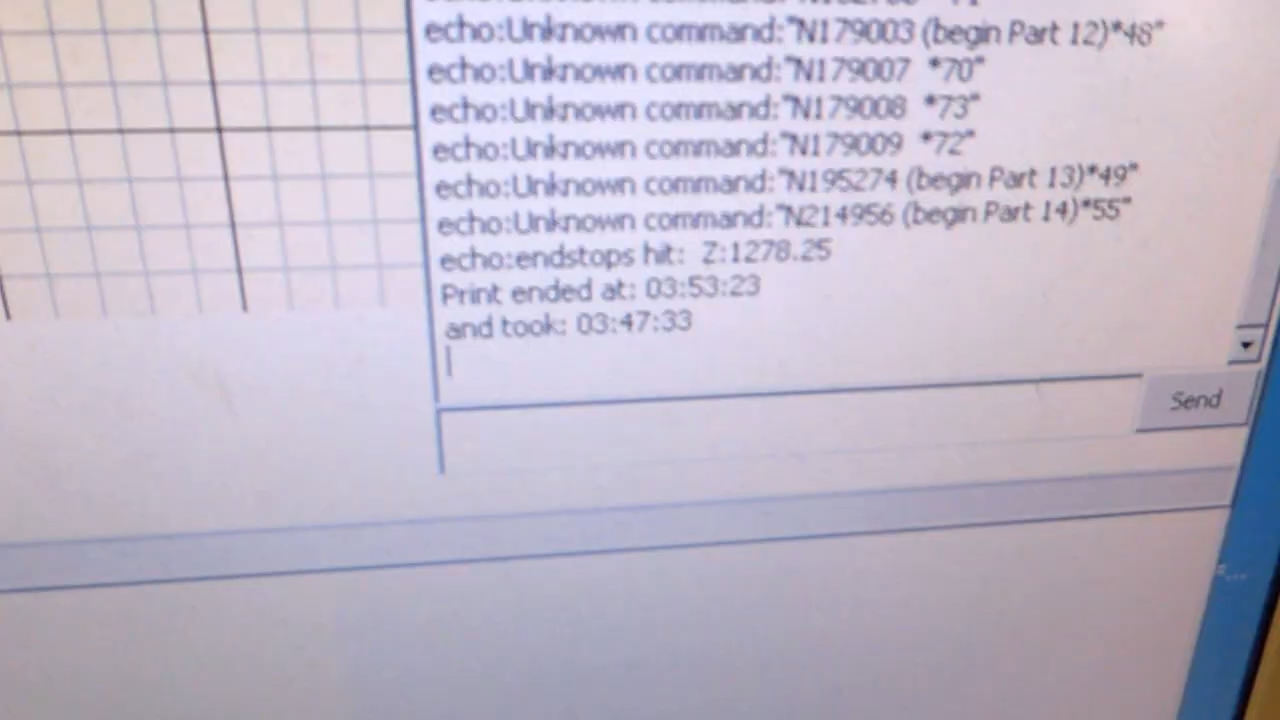 echo:Unknown command:"N179003 (begin Part 12)*48"
echo:Unknown command:"N179007  *70"
echo:Unknown command:"N179008  *73"
echo:Unknown command:"N179009  *72"
echo:Unknown command:"N195274 (begin Part 13)*49"
echo:Unknown command:"N214956 (begin Part 14)*55"
echo:endstops hit:  Z:1278.25
Print ended at: 03:53:23
and took: 03:47:33
Send